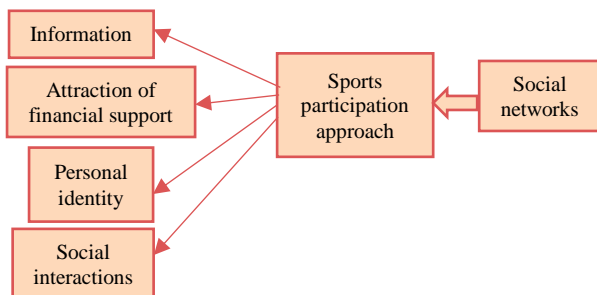 Information
Attraction of
financial support
Personal
identity
Social
interactions
Sports
participation
approach
Social
networks